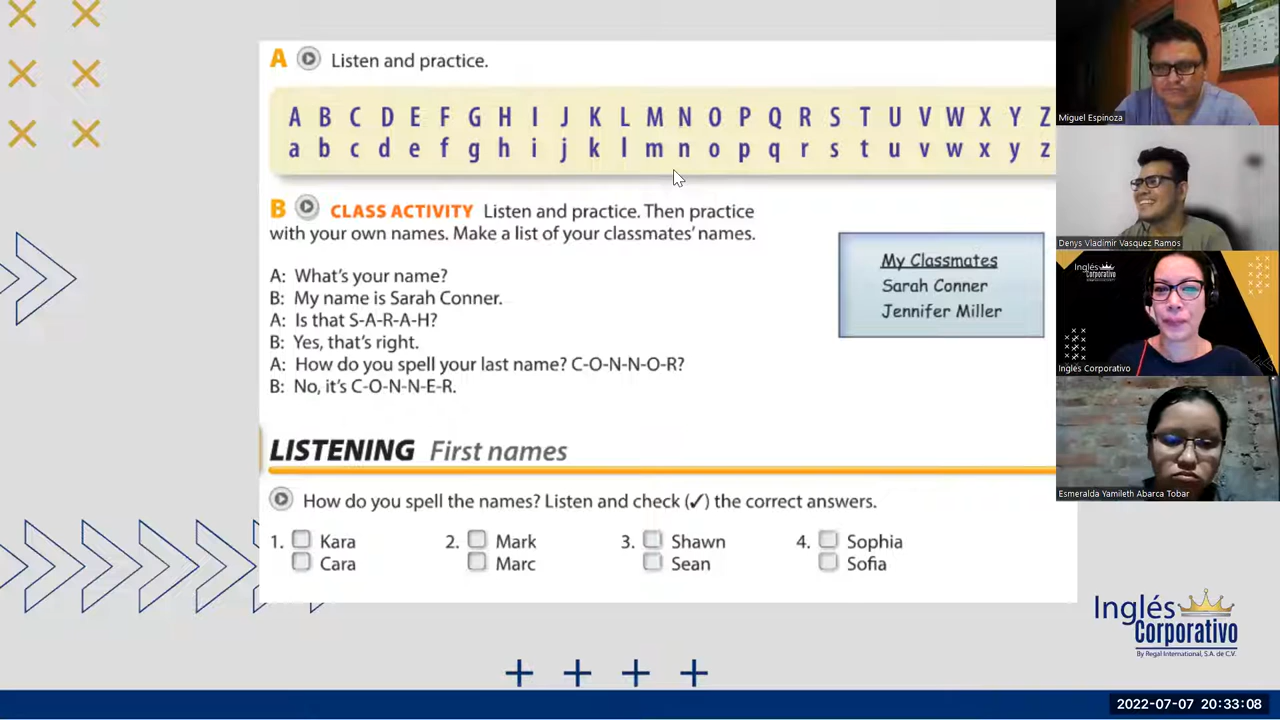 A Listen and practice.
A B C D E F G H I J K L M N O P Q R S T U V W X Y Z
a b c d e f g h i j k l m n o p q r s t u v w x y z
B CLASS ACTIVITY Listen and practice. Then practice
with your own names. Make a list of your classmates' names.
A: What's your name?
B: My name is Sarah Conner.
A: Is that S-A-R-A-H?
B: Yes, that's right.
A: How do you spell your last name? C-O-N-N-O-R?
B: No, it's C-O-N-N-E-R.
My Classmates
Sarah Conner
Jennifer Miller
LISTENING First names
How do you spell the names? Listen and check (✓) the correct answers.
1. Kara
Cara
2. Mark
Marc
3. Shawn
Sean
4. Sophia
Sofia
Miguel Espinoza
Denys Vladimir Vasquez Ramos
Inglés
Corporativo
Inglés Corporativo
Esmeralda Yamileth Abarca Tobar
Inglés
Corporativo
By Regal International, S.A. de C.V.
2022-07-07 20:33:08